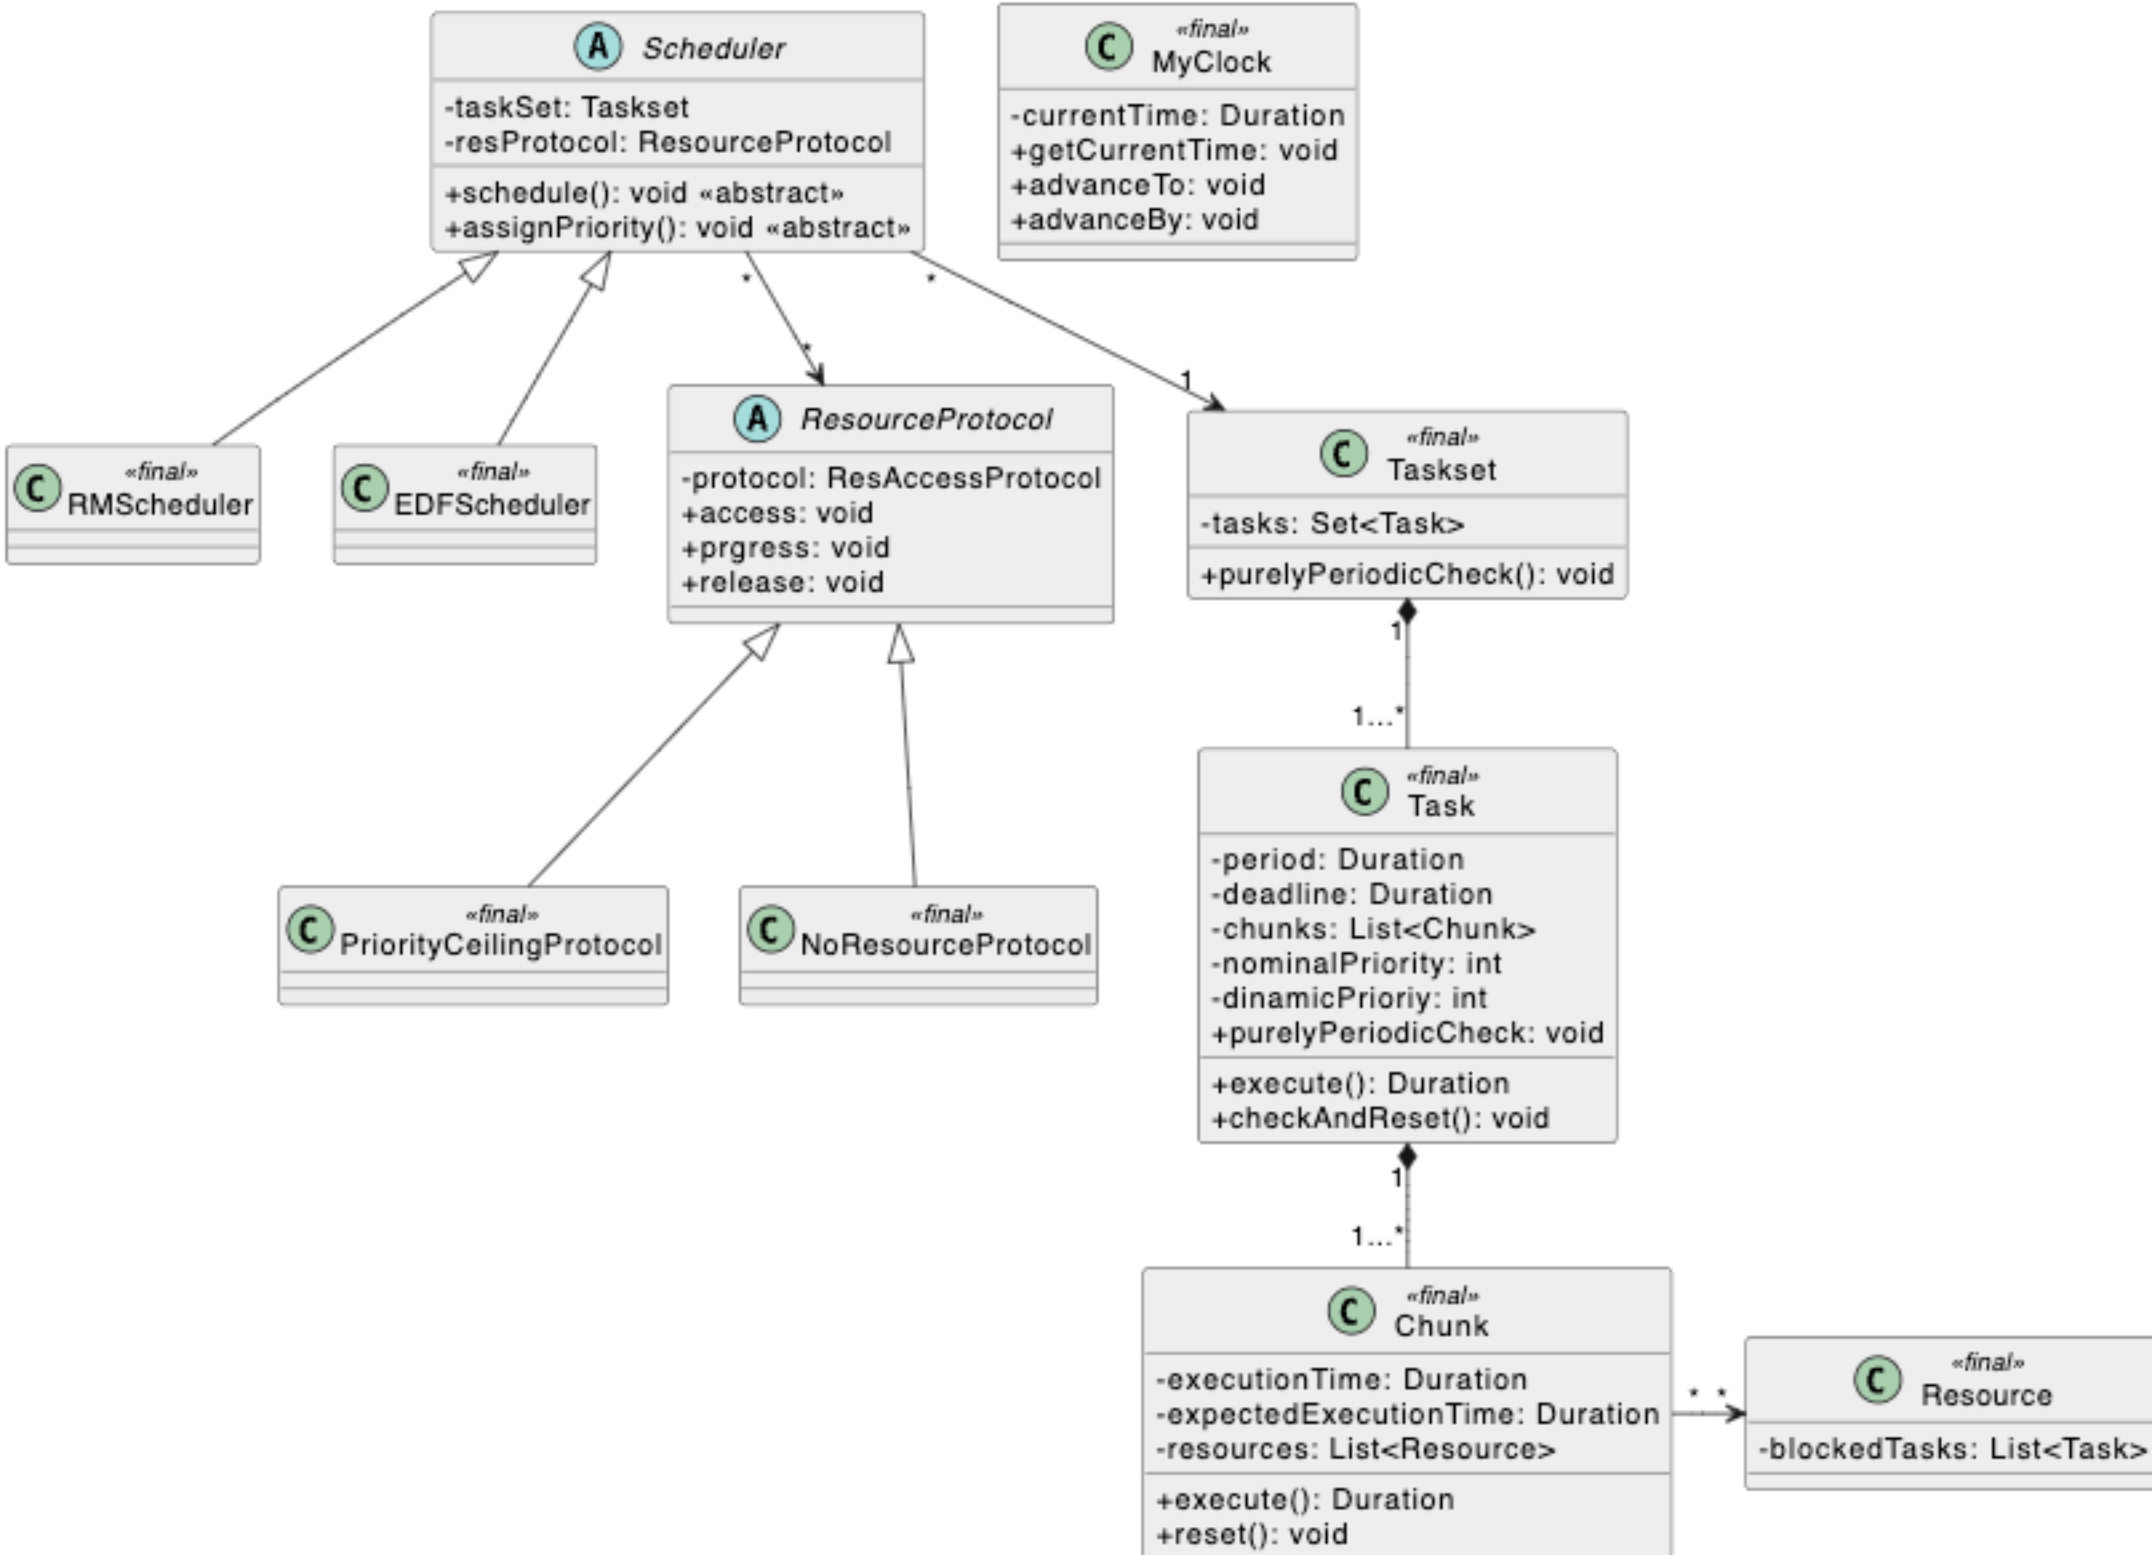 A Scheduler
-taskSet: Taskset
-resProtocol: ResourceProtocol
+schedule(): void «abstract»
+assignPriority(): void «abstract»
«final»
C MyClock
-currentTime: Duration
+getCurrentTime: void
+advanceTo: void
+advanceBy: void
*
*
*
1
«final»
C RMScheduler
«final»
C EDFScheduler
A ResourceProtocol
-protocol: ResAccessProtocol
+access: void
+prgress: void
+release: void
«final»
C Taskset
-tasks: Set<Task>
+purelyPeriodicCheck(): void
1
1...*
«final»
C PriorityCeilingProtocol
«final»
C NoResourceProtocol
«final»
C Task
-period: Duration
-deadline: Duration
-chunks: List<Chunk>
-nominalPriority: int
-dinamicPrioriy: int
+purelyPeriodicCheck: void
+execute(): Duration
+checkAndReset(): void
1
1...*
«final»
C Chunk
-executionTime: Duration
-expectedExecutionTime: Duration
-resources: List<Resource>
+execute(): Duration
+reset(): void
* *
«final»
C Resource
-blockedTasks: List<Task>